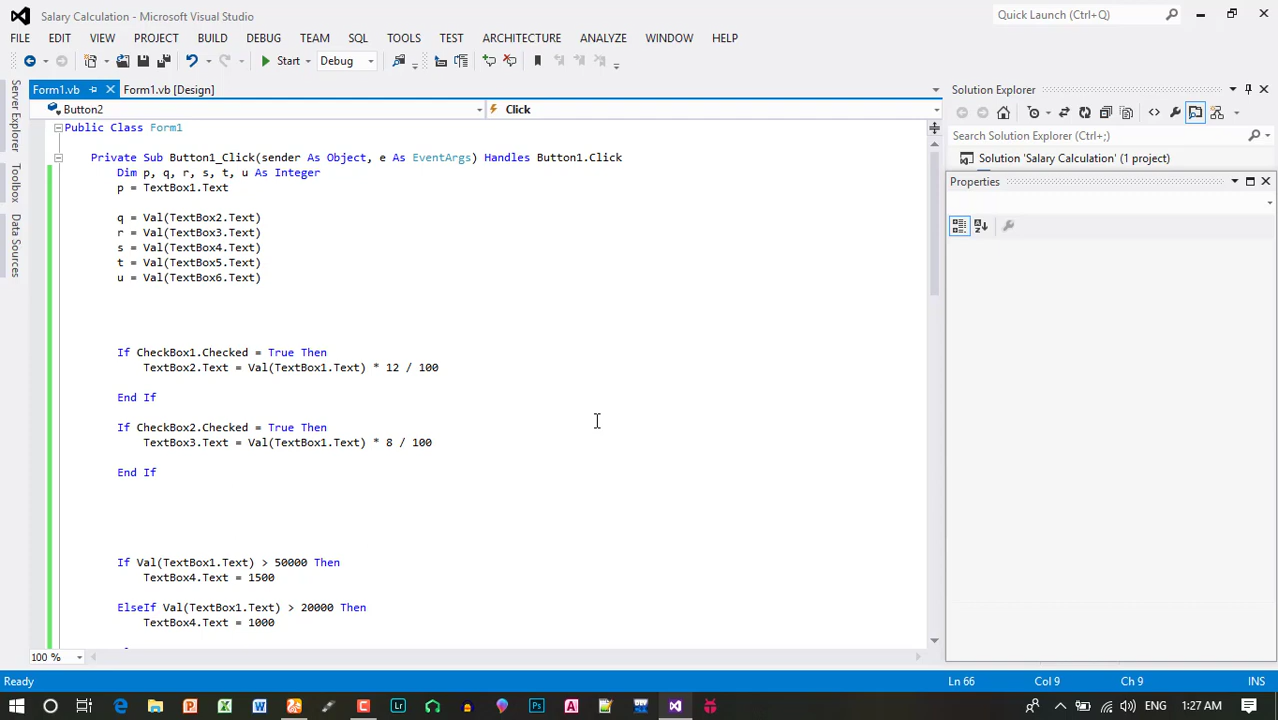 Salary Calculation - Microsoft Visual Studio
Quick Launch (Ctrl+Q)
FILE EDIT VIEW PROJECT BUILD DEBUG TEAM SQL TOOLS TEST ARCHITECTURE ANALYZE WINDOW HELP
Start Debug
Server Explorer
Toolbox
Data Sources
Form1.vb Form1.vb [Design]
Button2 Click
Public Class Form1
Private Sub Button1_Click(sender As Object, e As EventArgs) Handles Button1.Click
Dim p, q, r, s, t, u As Integer
p = TextBox1.Text
q = Val(TextBox2.Text)
r = Val(TextBox3.Text)
s = Val(TextBox4.Text)
t = Val(TextBox5.Text)
u = Val(TextBox6.Text)
If CheckBox1.Checked = True Then
TextBox2.Text = Val(TextBox1.Text) * 12 / 100
End If
If CheckBox2.Checked = True Then
TextBox3.Text = Val(TextBox1.Text) * 8 / 100
End If
If Val(TextBox1.Text) > 50000 Then
TextBox4.Text = 1500
ElseIf Val(TextBox1.Text) > 20000 Then
TextBox4.Text = 1000
100 %
Solution Explorer
Search Solution Explorer (Ctrl+;)
Solution 'Salary Calculation' (1 project)
Properties
Ready Ln 66 Col 9 Ch 9 INS
ENG 1:27 AM